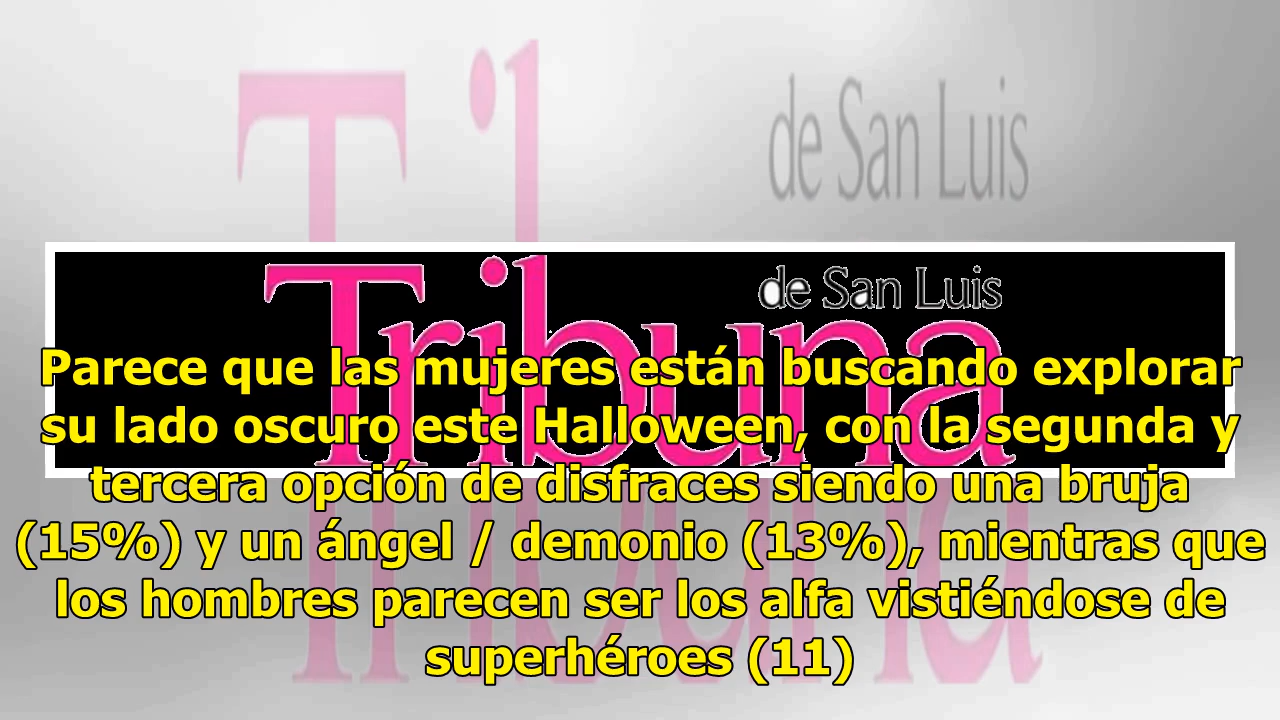 de San Luis
Tribuna
de San Luis
Tribuna
Parece que las mujeres están buscando explorar
su lado oscuro este Halloween, con la segunda y
tercera opción de disfraces siendo una bruja
(15%) y un ángel / demonio (13%), mientras que
los hombres parecen ser los alfa vistiéndose de
superhéroes (11)